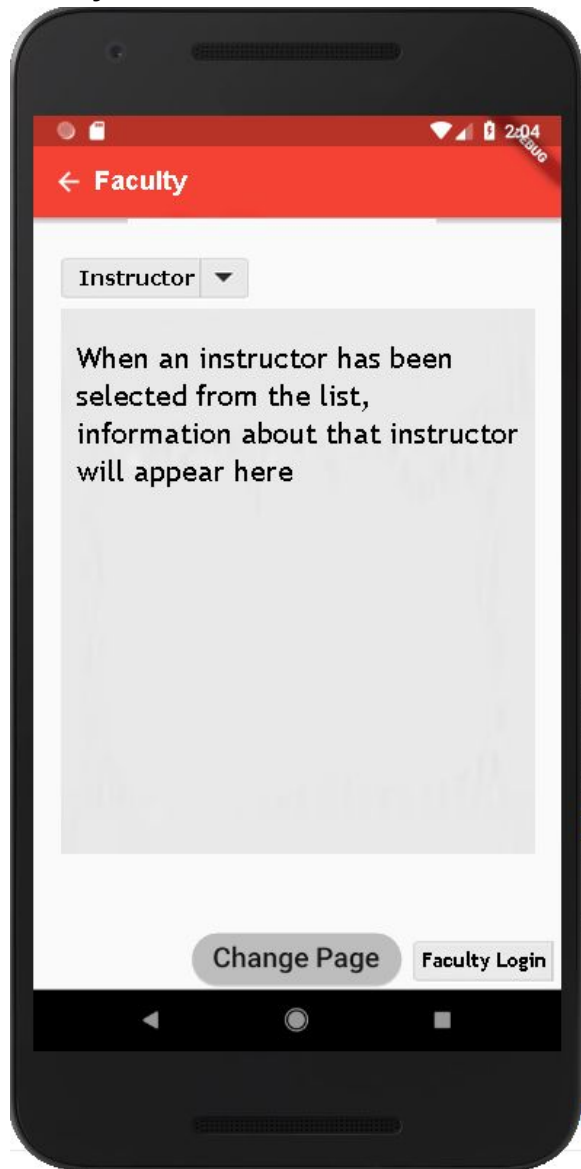 2:04
DEBUG
Faculty
Instructor
When an instructor has been
selected from the list,
information about that instructor
will appear here
Change Page
Faculty Login